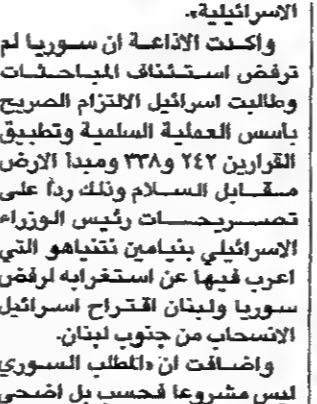 الاسرائيلية».
واكدت الاذاعة ان سوريا لم
ترفض استئناف المباحثات
وطالبت اسرائيل الالتزام الصريح
باسس العملية السلمية وتطبيق
القرارين ٢٤٢ و٣٣٨ ومبدا الارض
مقابل السلام وذلك رداً على
تصريحات رئيس الوزراء
الاسرائيلي بنيامين نتنياهو التي
اعرب فيها عن استغرابه لرفض
سوريا ولبنان اقتراح اسرائيل
الانسحاب من جنوب لبنان.
واضافت ان «المطلب السوري
ليس مشروعا فحسب بل اضحى